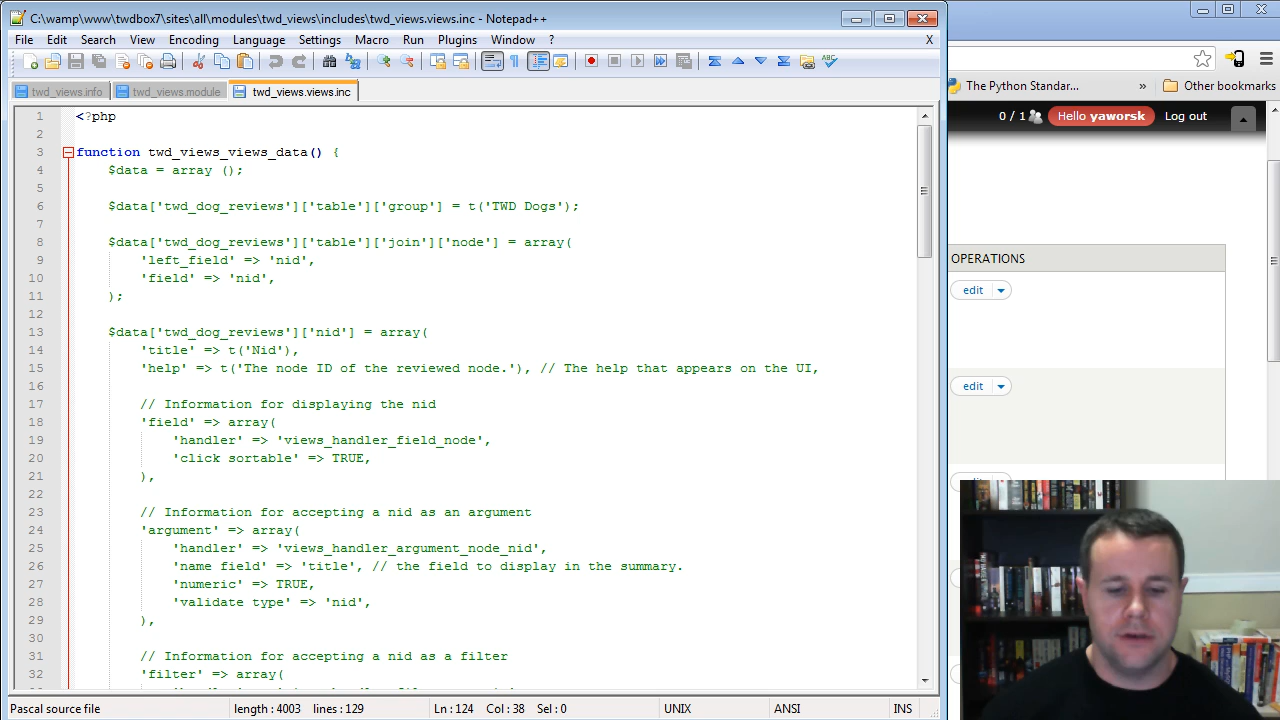 C:\wamp\www\twdbox7\sites\all\modules\twd_views\includes\twd_views.views.inc - Notepad++
File Edit Search View Encoding Language Settings Macro Run Plugins Window ? X
twd_views.info twd_views.module twd_views.views.inc
1 <?php
2
3 function twd_views_views_data() {
4 $data = array ();
5
6 $data['twd_dog_reviews']['table']['group'] = t('TWD Dogs');
7
8 $data['twd_dog_reviews']['table']['join']['node'] = array(
9 'left_field' => 'nid',
10 'field' => 'nid',
11 );
12
13 $data['twd_dog_reviews']['nid'] = array(
14 'title' => t('Nid'),
15 'help' => t('The node ID of the reviewed node.'), // The help that appears on the UI,
16
17 // Information for displaying the nid
18 'field' => array(
19 'handler' => 'views_handler_field_node',
20 'click sortable' => TRUE,
21 ),
22
23 // Information for accepting a nid as an argument
24 'argument' => array(
25 'handler' => 'views_handler_argument_node_nid',
26 'name field' => 'title', // the field to display in the summary.
27 'numeric' => TRUE,
28 'validate type' => 'nid',
29 ),
30
31 // Information for accepting a nid as a filter
32 'filter' => array(
Pascal source file length : 4003 lines : 129 Ln : 124 Col : 38 Sel : 0 UNIX ANSI INS
The Python Standar... » Other bookmarks
0 / 1 Hello yaworsk Log out
OPERATIONS
edit
edit